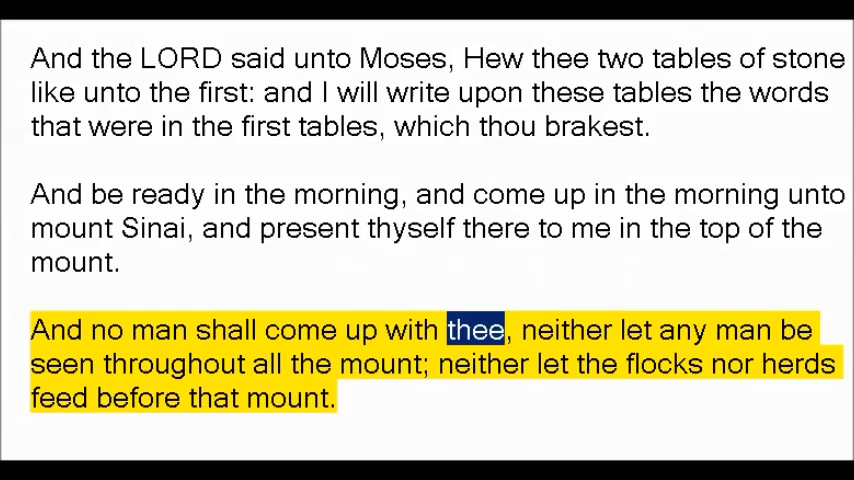 And the LORD said unto Moses, Hew thee two tables of stone
like unto the first: and I will write upon these tables the words
that were in the first tables, which thou brakest.
And be ready in the morning, and come up in the morning unto
mount Sinai, and present thyself there to me in the top of the
mount.
And no man shall come up with thee, neither let any man be
seen throughout all the mount; neither let the flocks nor herds
feed before that mount.